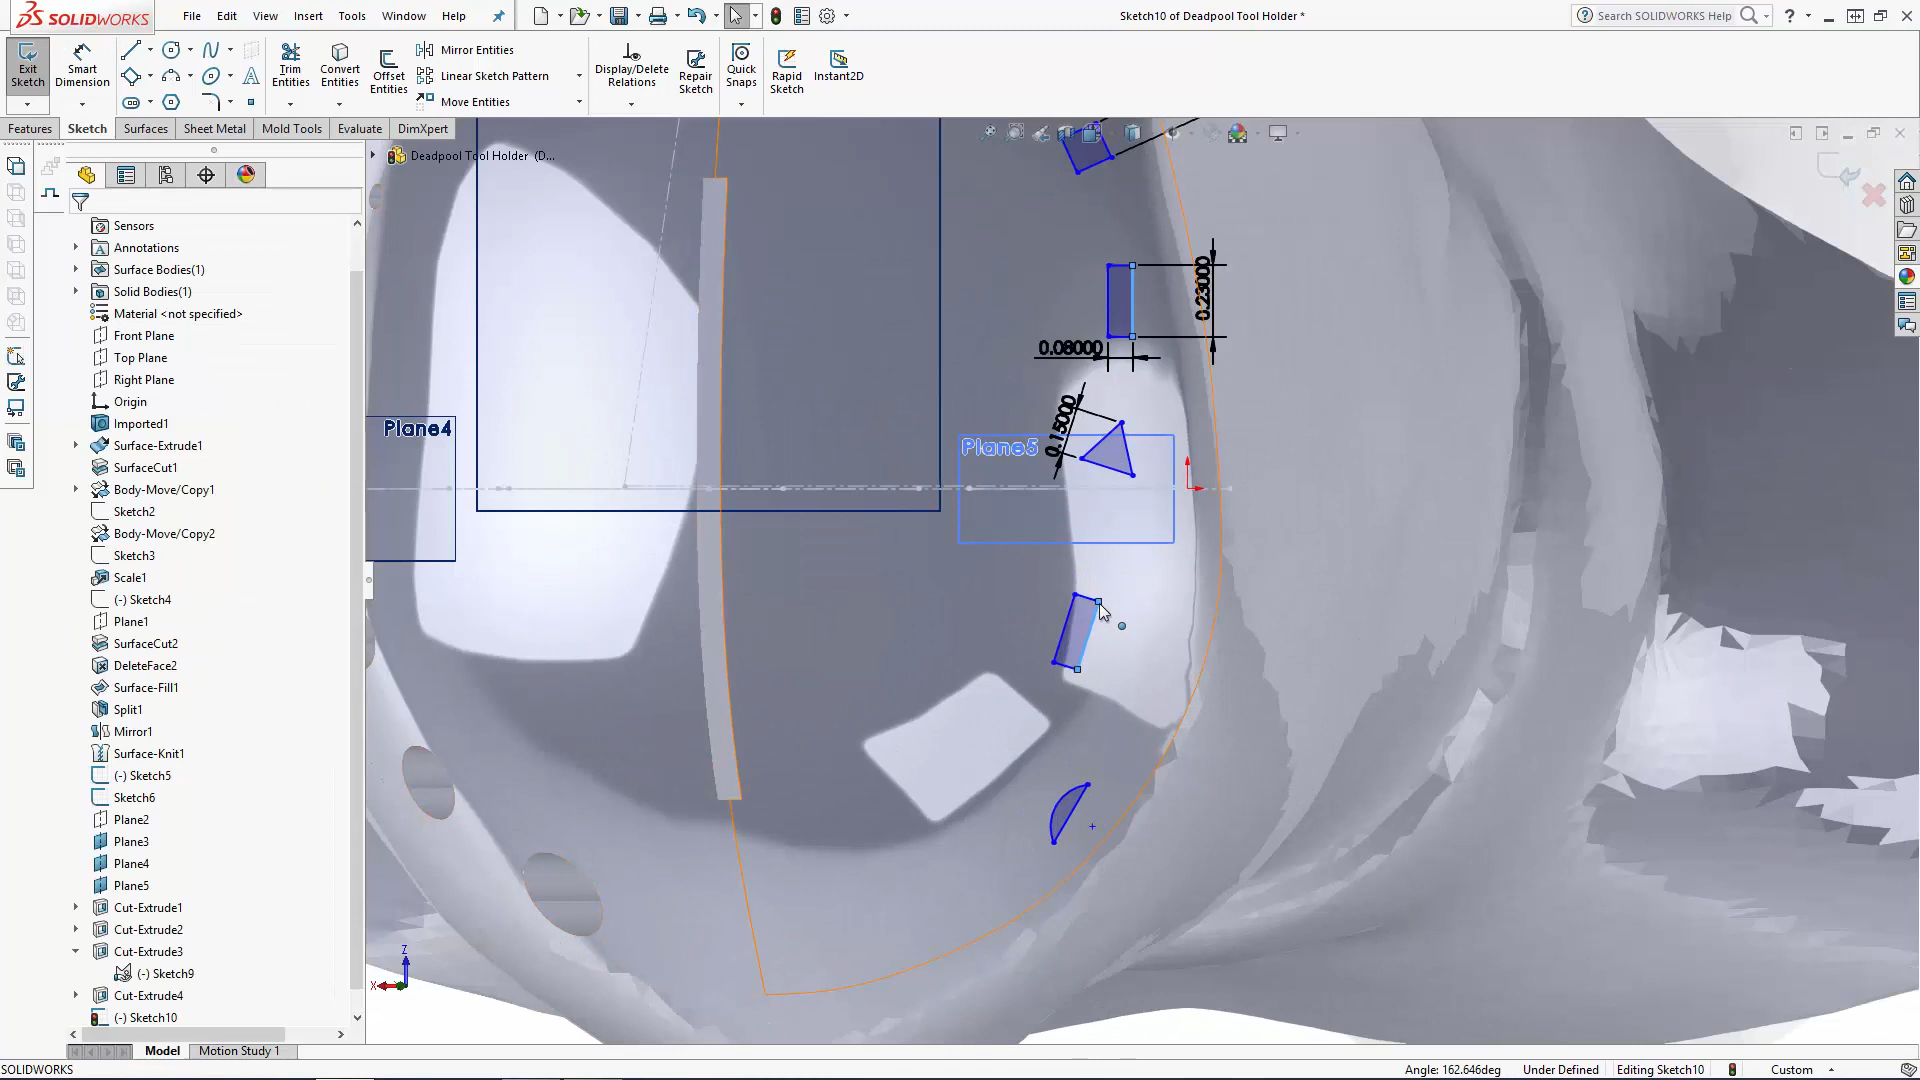 SOLIDWORKS
File Edit View Insert Tools Window Help
Sketch10 of Deadpool Tool Holder *
Search SOLIDWORKS Help
Exit Sketch
Smart Dimension
Trim Entities
Convert Entities
Offset Entities
Mirror Entities
Linear Sketch Pattern
Move Entities
Display/Delete Relations
Repair Sketch
Quick Snaps
Rapid Sketch
Instant2D
Features Sketch Surfaces Sheet Metal Mold Tools Evaluate DimXpert
Deadpool Tool Holder (D...
Sensors
Annotations
Surface Bodies(1)
Solid Bodies(1)
Material <not specified>
Front Plane
Top Plane
Right Plane
Origin
Imported1
Surface-Extrude1
SurfaceCut1
Body-Move/Copy1
Sketch2
Body-Move/Copy2
Sketch3
Scale1
(-) Sketch4
Plane1
SurfaceCut2
DeleteFace2
Surface-Fill1
Split1
Mirror1
Surface-Knit1
(-) Sketch5
Sketch6
Plane2
Plane3
Plane4
Plane5
Cut-Extrude1
Cut-Extrude2
Cut-Extrude3
(-) Sketch9
Cut-Extrude4
(-) Sketch10
0.23000
0.08000
0.15000
Plane4
Plane5
Z
X
Model Motion Study 1
SOLIDWORKS
Angle: 162.646deg Under Defined Editing Sketch10 Custom